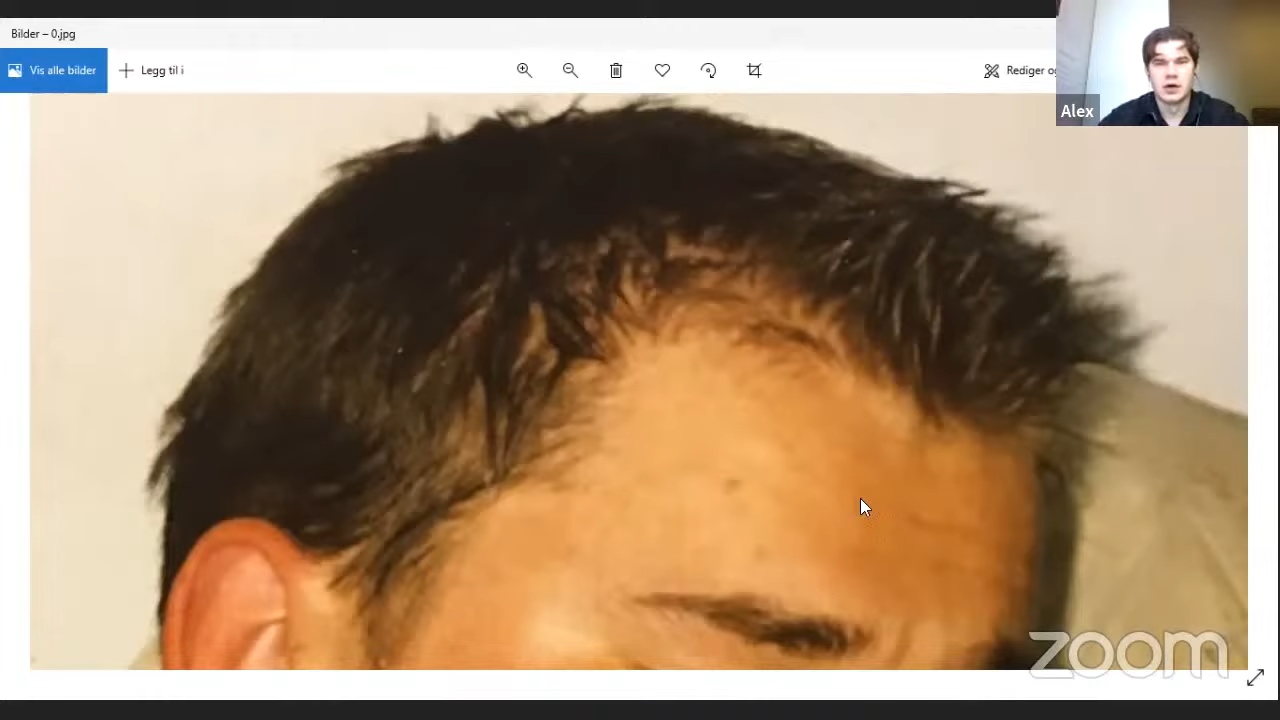 Bilder – 0.jpg
Vis alle bilder
Legg til i
Rediger o
Alex
zoom